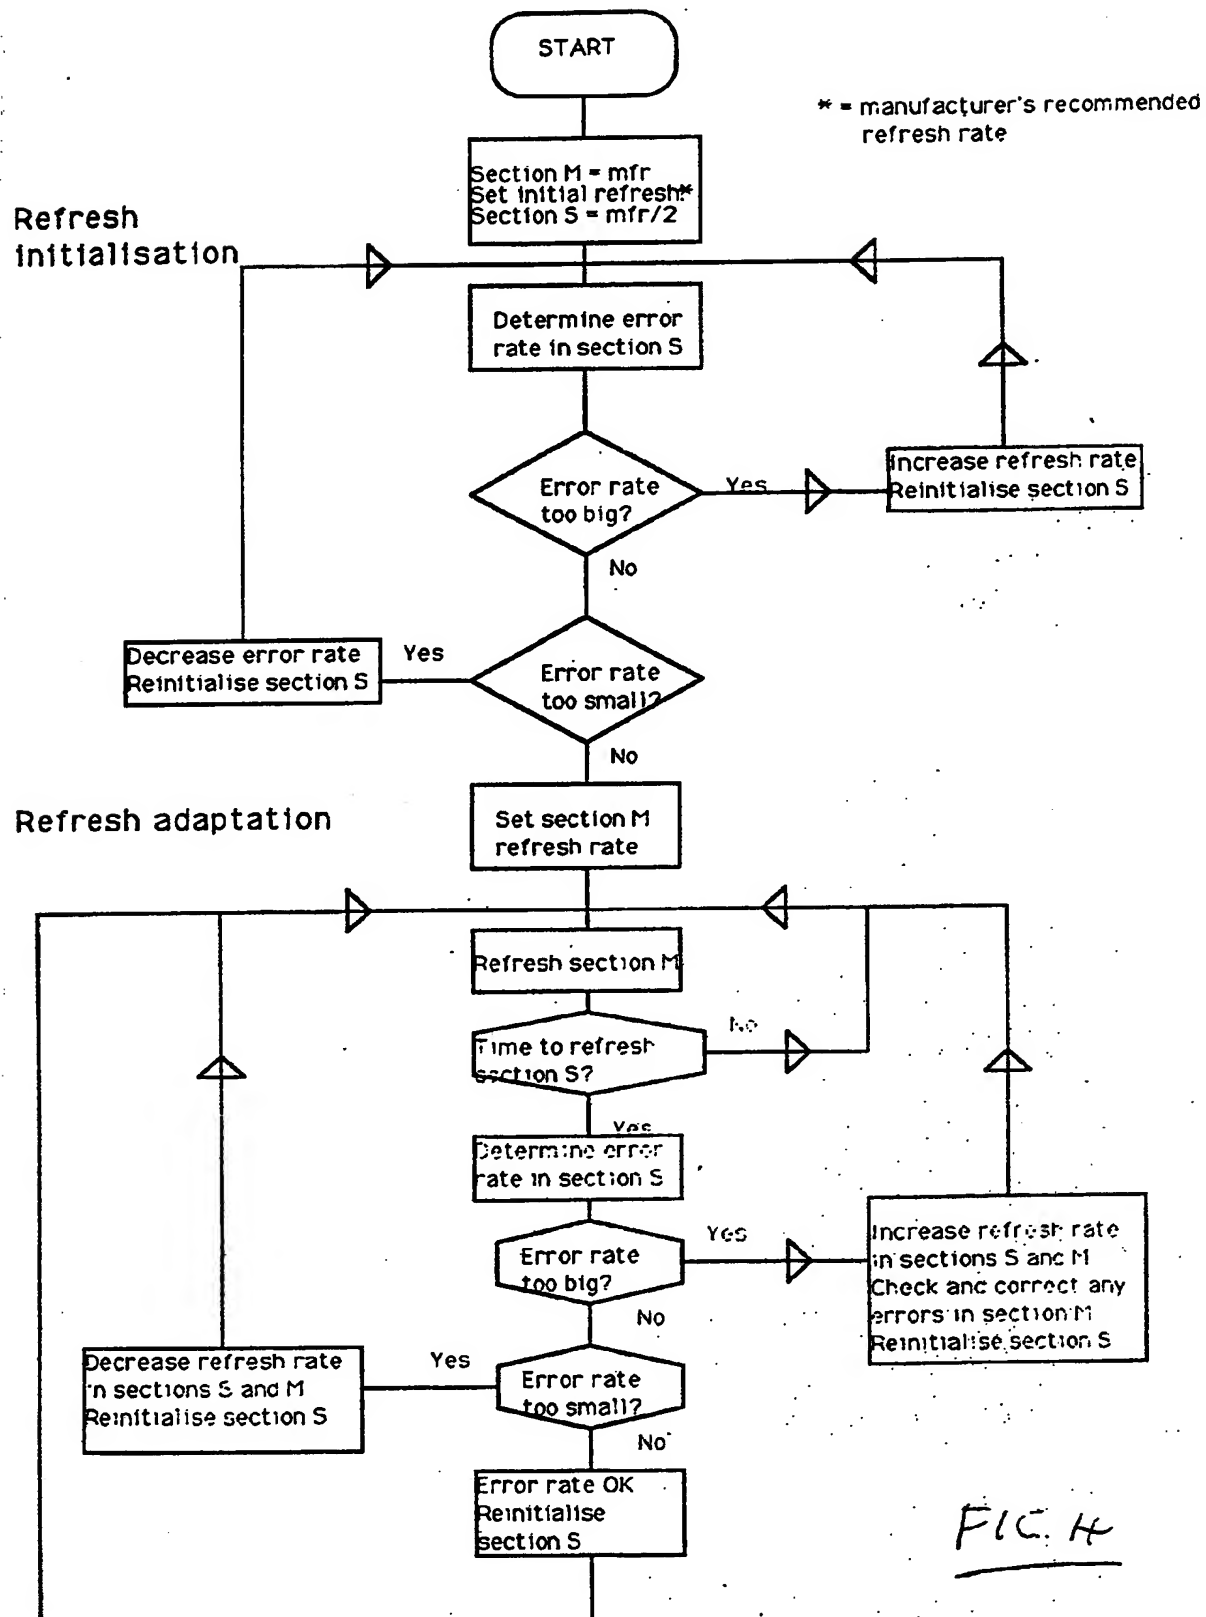 START
* = manufacturer's recommended
refresh rate
Section M = mfr
Set initial refresh.*
Section S = mfr/2
Refresh
initialisation
Determine error
rate in section S
Error rate
too big?
Yes
Increase refresh rate
Reinitialise section S
No
Decrease error rate
Reinitialise section S
Yes
Error rate
too small?
No
Refresh adaptation
Set section M
refresh rate
Refresh section M
Time to refresh
section S?
No
Yes
Determine error
rate in section S
Error rate
too big?
Yes
Increase refresh rate
in sections S and M
Check and correct any
errors in section M
Reinitialise section S
No
Decrease refresh rate
in sections S and M
Reinitialise section S
Yes
Error rate
too small?
No
Error rate OK
Reinitialise
section S
FIG. 4